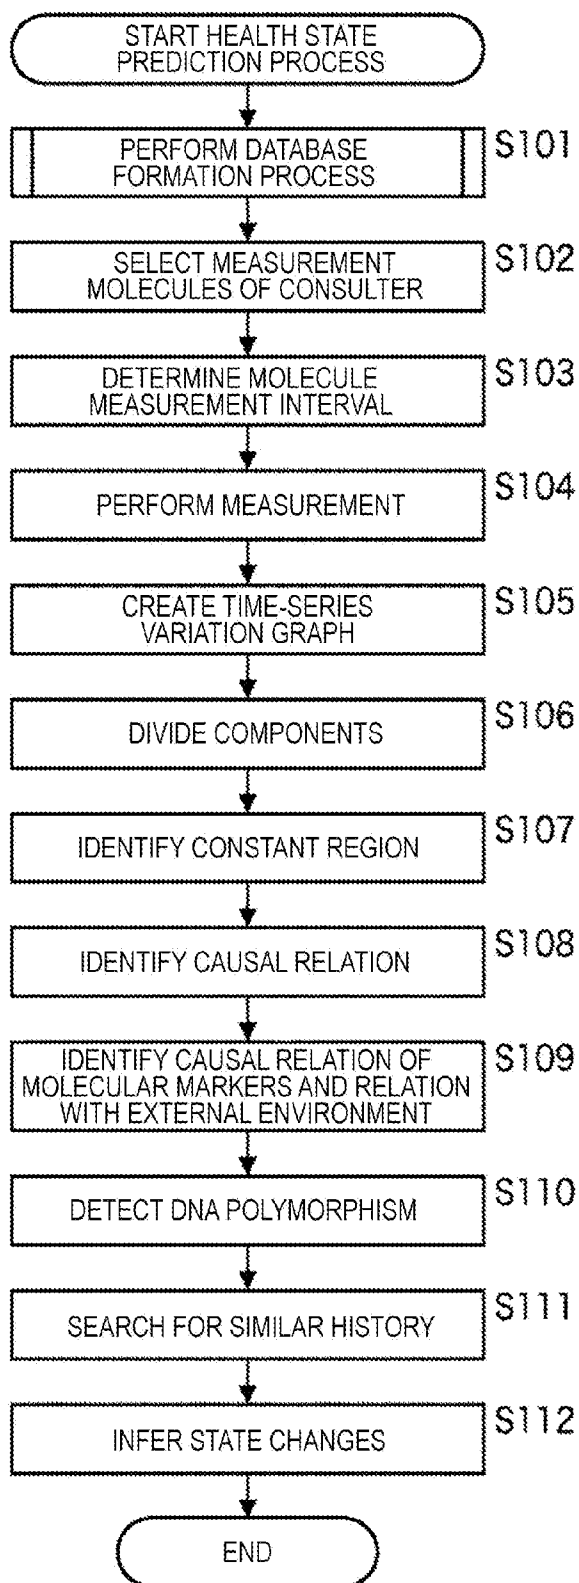 START HEALTH STATE
PREDICTION PROCESS
S101
PERFORM DATABASE
FORMATION PROCESS
S102
SELECT MEASUREMENT
MOLECULES OF CONSULTER
S103
DETERMINE MOLECULE
MEASUREMENT INTERVAL
S104
PERFORM MEASUREMENT
S105
CREATE TIME-SERIES
VARIATION GRAPH
S106
DIVIDE COMPONENTS
S107
IDENTIFY CONSTANT REGION
S108
IDENTIFY CAUSAL RELATION
S109
IDENTIFY CAUSAL RELATION OF
MOLECULAR MARKERS AND RELATION
WITH EXTERNAL ENVIRONMENT
S110
DETECT DNA POLYMORPHISM
S111
SEARCH FOR SIMILAR HISTORY
S112
INFER STATE CHANGES
END